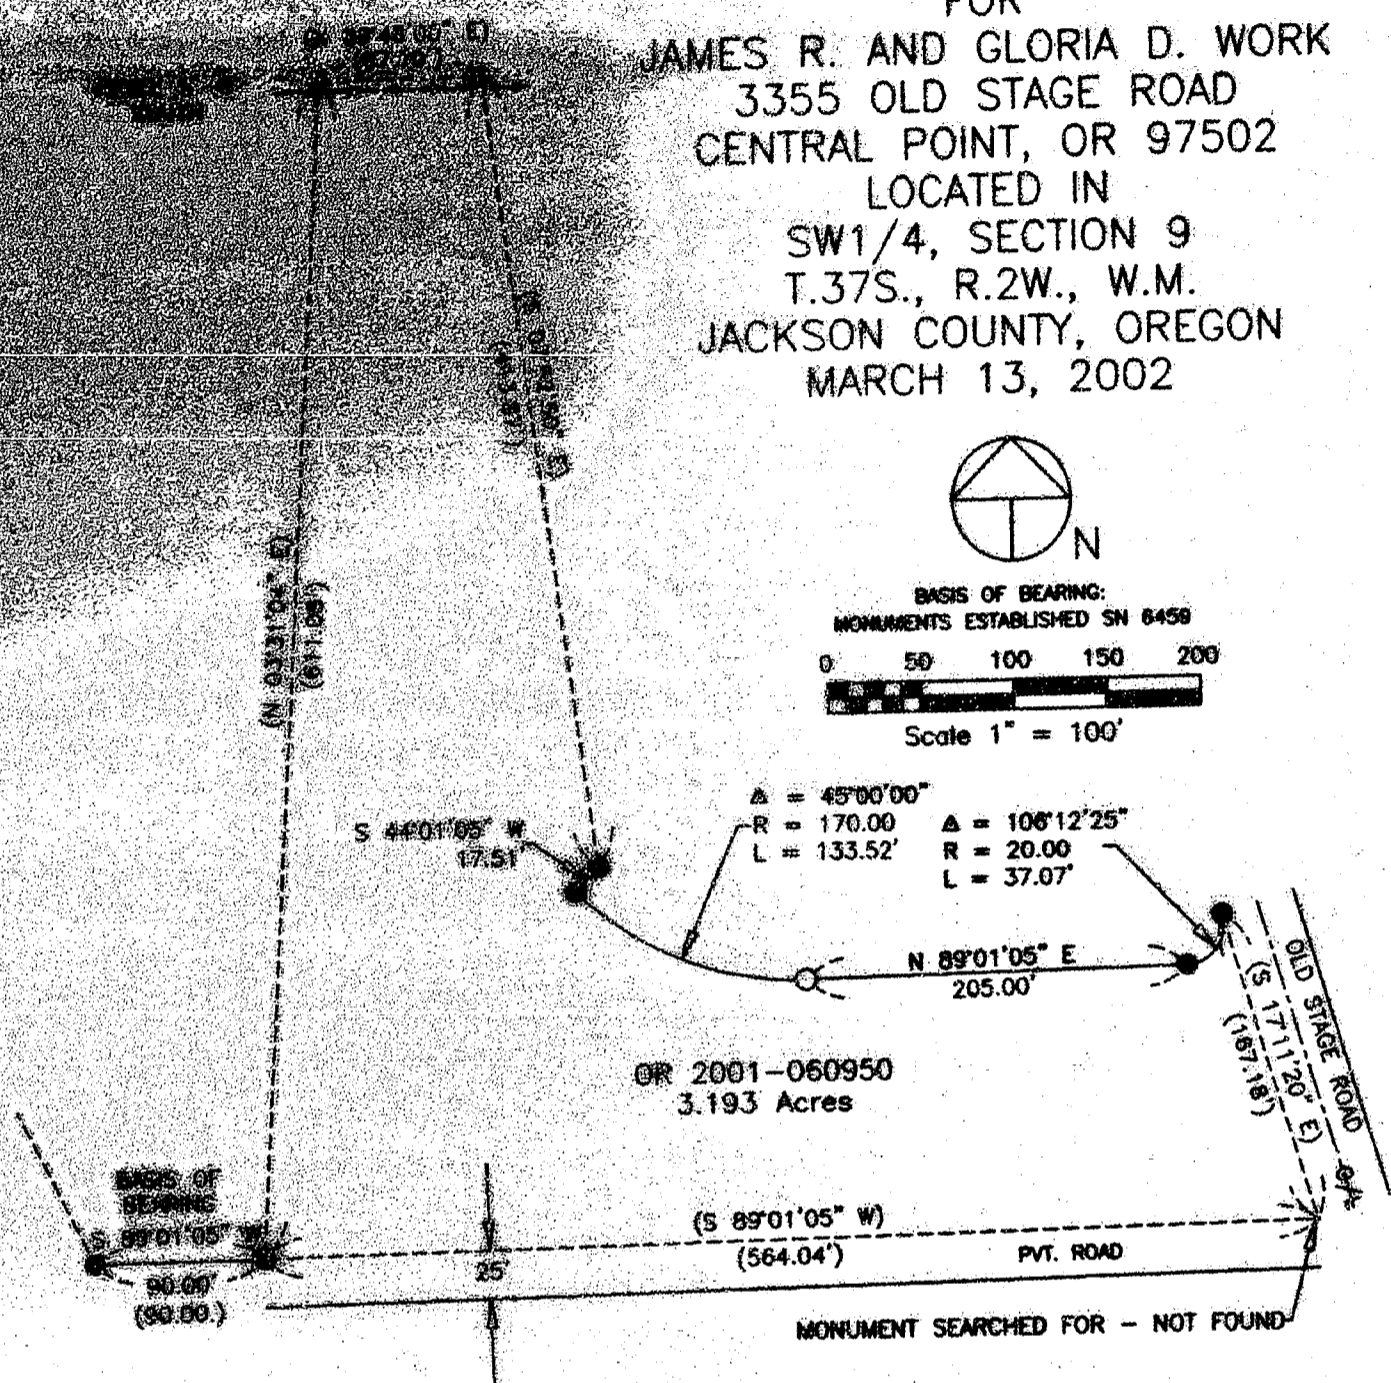 FOR
JAMES R. AND GLORIA D. WORK
3355 OLD STAGE ROAD
CENTRAL POINT, OR 97502
LOCATED IN
SW1/4, SECTION 9
T.37S., R.2W., W.M.
JACKSON COUNTY, OREGON
MARCH 13, 2002
N
BASIS OF BEARING:
MONUMENTS ESTABLISHED SN 6459
0 50 100 150 200
Scale 1" = 100'
(N 03°31'04" E)
S 44°01'05" W
17.51'
Δ = 45°00'00"
R = 170.00
L = 133.52'
Δ = 106°12'25"
R = 20.00
L = 37.07'
N 89°01'05" E
205.00'
OLD STAGE ROAD
(S 17°11'20" E)
(167.18')
OR 2001-060950
3.193 Acres
BASIS OF
BEARING
S 89°01'05" W
90.00'
(90.00.)
25'
(S 89°01'05" W)
(564.04')
PVT. ROAD
MONUMENT SEARCHED FOR - NOT FOUND